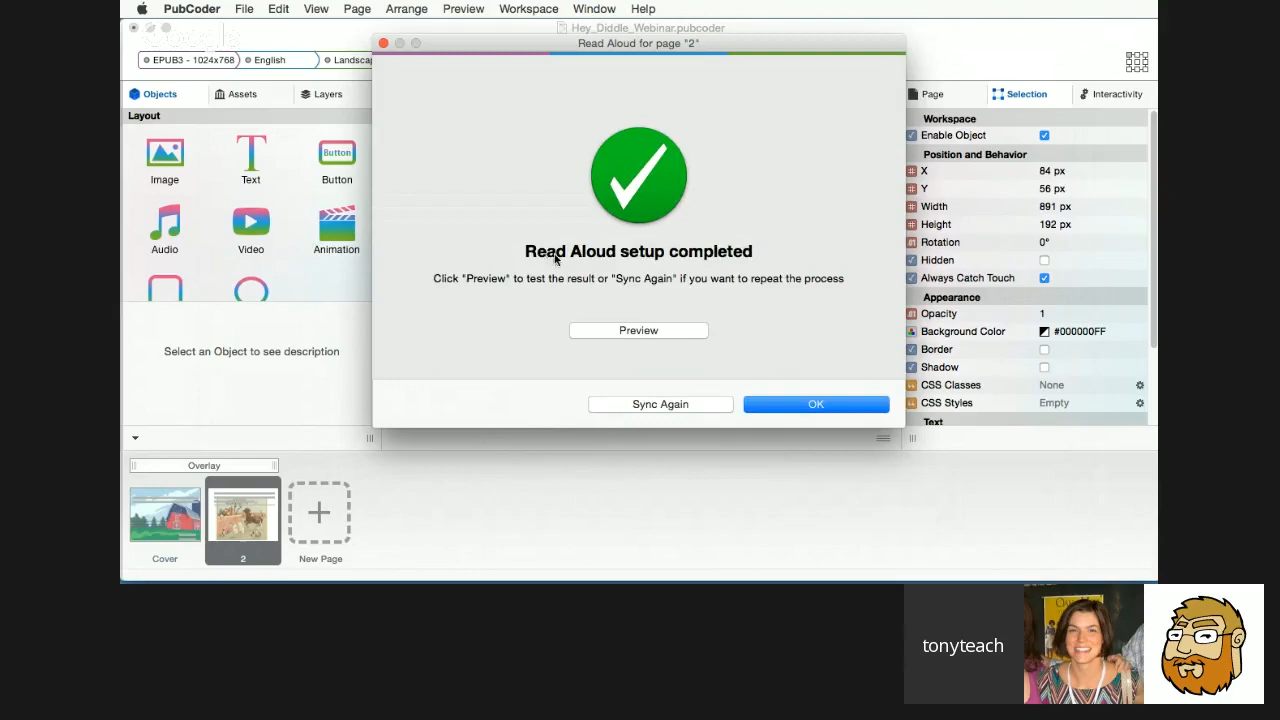 PubCoder File Edit View Page Arrange Preview Workspace Window Help
Hey_Diddle_Webinar.pubcoder
Read Aloud for page "2"
EPUB3 - 1024x768 English Landscap
Objects Assets Layers
Page Selection Interactivity
Layout
Image Text Button
Audio Video Animation
Select an Object to see description
Read Aloud setup completed
Click "Preview" to test the result or "Sync Again" if you want to repeat the process
Preview
Sync Again OK
Workspace
Enable Object
Position and Behavior
X 84 px
Y 56 px
Width 891 px
Height 192 px
Rotation 0°
Hidden
Always Catch Touch
Appearance
Opacity 1
Background Color #000000FF
Border
Shadow
CSS Classes None
CSS Styles Empty
Text
Overlay
Cover 2 New Page
tonyteach